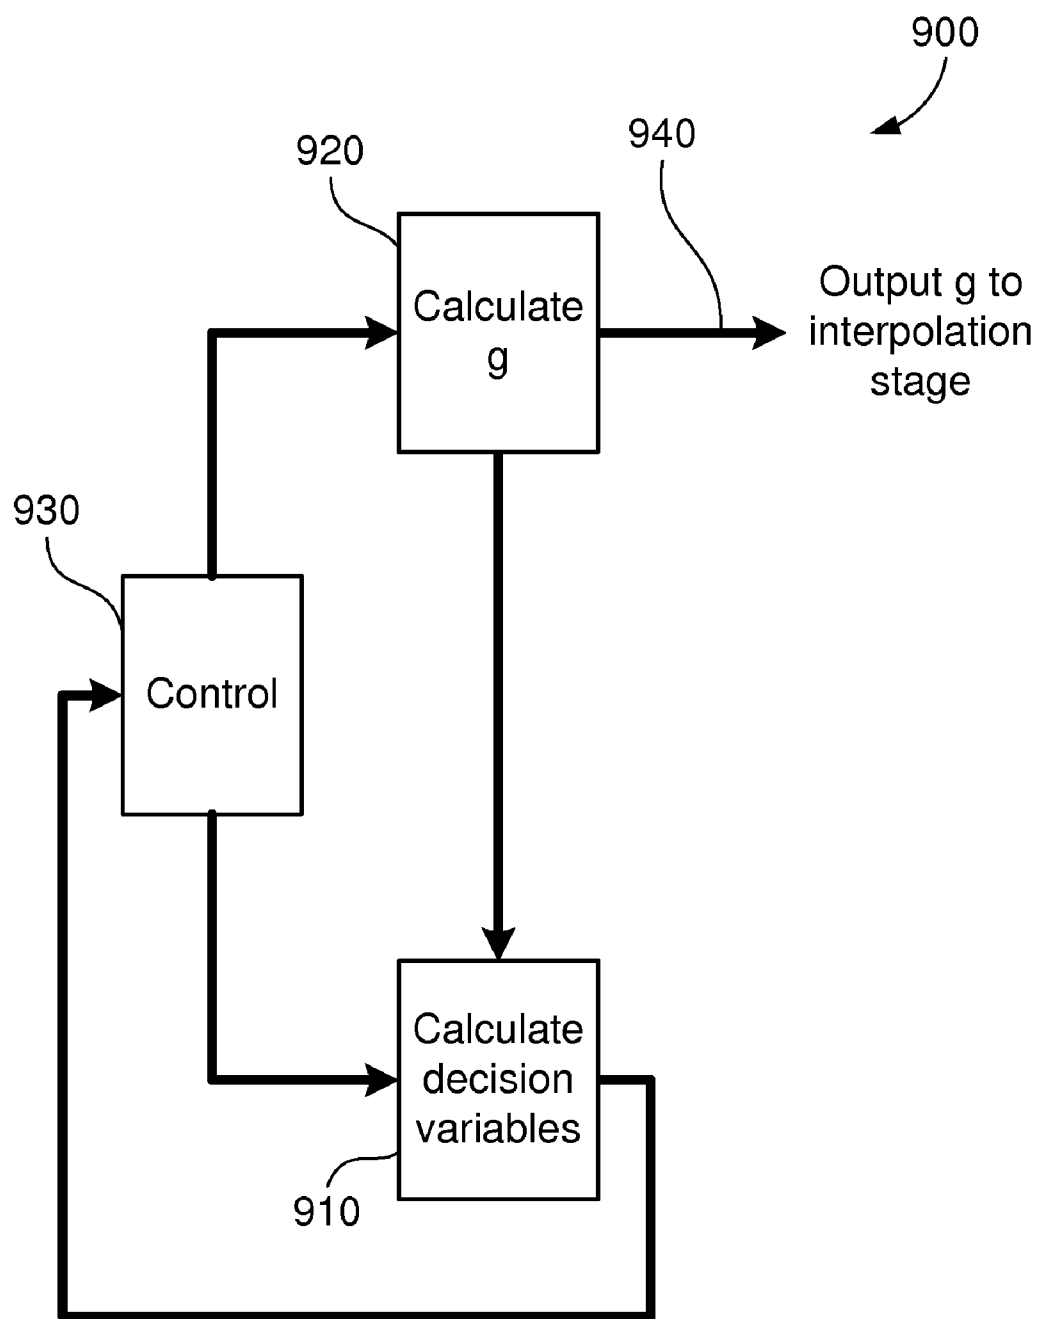 900
940
920
Calculate
g
Output g to
interpolation
stage
930
Control
Calculate
decision
variables
910